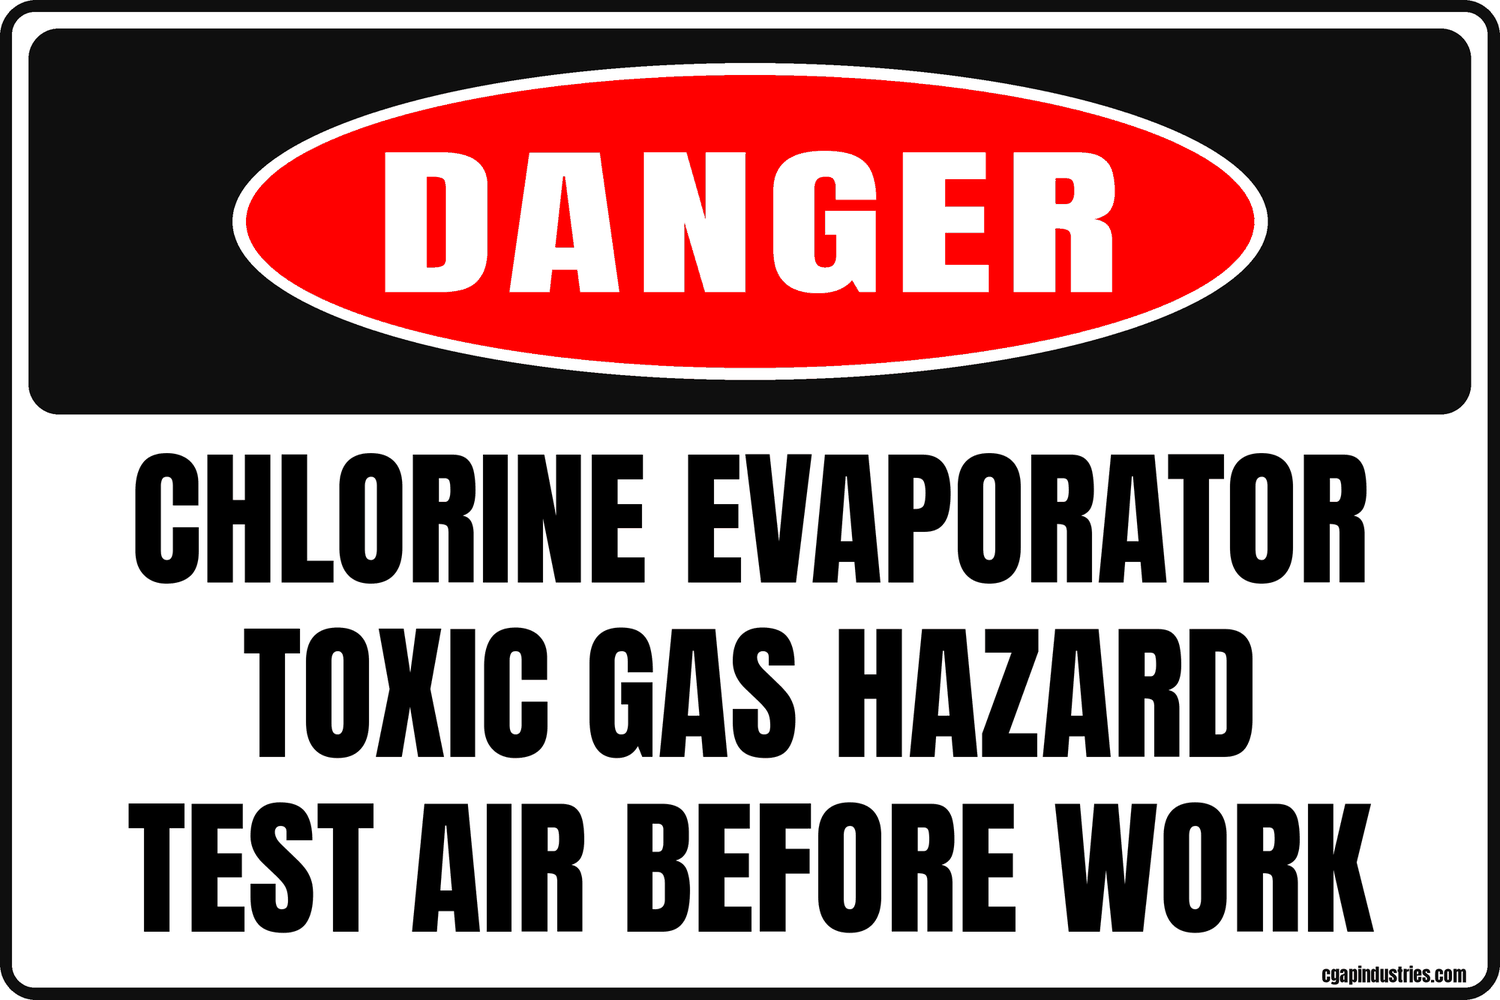 DANGER
CHLORINE EVAPORATOR
TOXIC GAS HAZARD
TEST AIR BEFORE WORK
cgapindustries.com